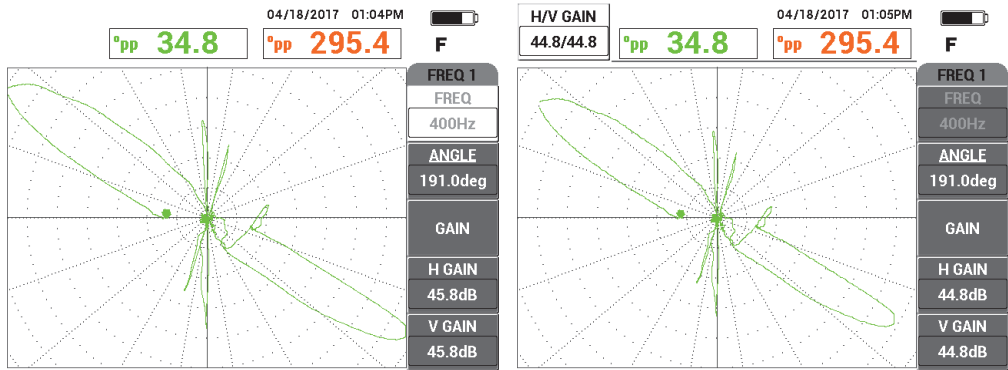 04/18/2017 01:04PM
°pp 34.8 °pp 295.4 F
FREQ 1
FREQ
400Hz
ANGLE
191.0deg
GAIN
H GAIN
45.8dB
V GAIN
45.8dB
H/V GAIN
44.8/44.8
04/18/2017 01:05PM
°pp 34.8 °pp 295.4 F
FREQ 1
FREQ
400Hz
ANGLE
191.0deg
GAIN
H GAIN
44.8dB
V GAIN
44.8dB